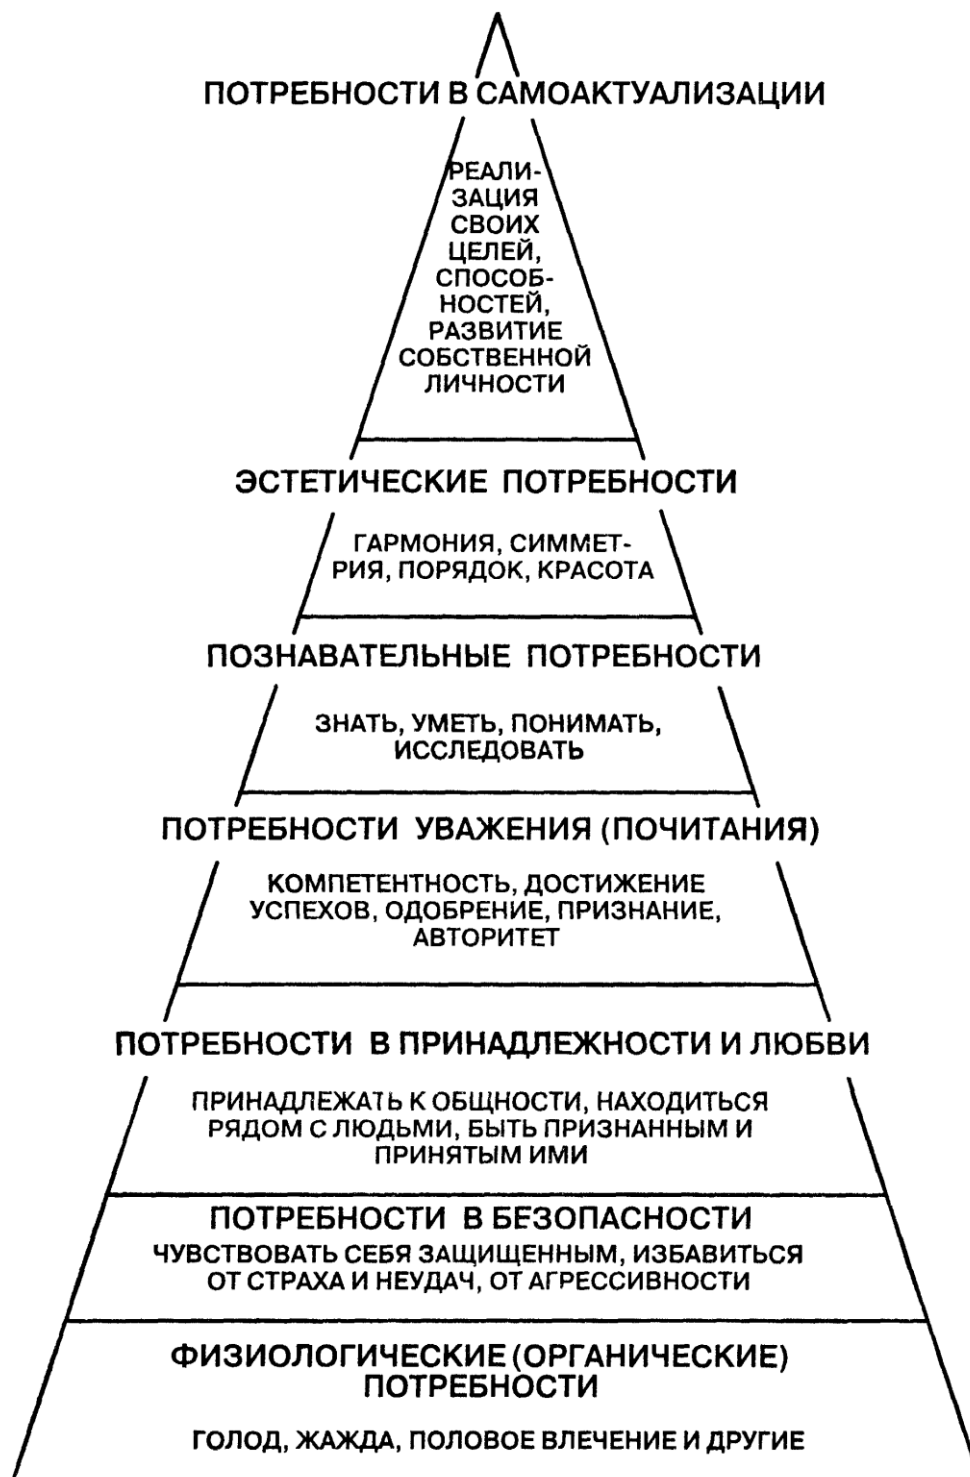 ПОТРЕБНОСТИ В САМОАКТУАЛИЗАЦИИ
РЕАЛИ-
ЗАЦИЯ
СВОИХ
ЦЕЛЕЙ,
СПОСОБ-
НОСТЕЙ,
РАЗВИТИЕ
СОБСТВЕННОЙ
ЛИЧНОСТИ
ЭСТЕТИЧЕСКИЕ ПОТРЕБНОСТИ
ГАРМОНИЯ, СИММЕТ-
РИЯ, ПОРЯДОК, КРАСОТА
ПОЗНАВАТЕЛЬНЫЕ ПОТРЕБНОСТИ
ЗНАТЬ, УМЕТЬ, ПОНИМАТЬ,
ИССЛЕДОВАТЬ
ПОТРЕБНОСТИ УВАЖЕНИЯ (ПОЧИТАНИЯ)
КОМПЕТЕНТНОСТЬ, ДОСТИЖЕНИЕ
УСПЕХОВ, ОДОБРЕНИЕ, ПРИЗНАНИЕ,
АВТОРИТЕТ
ПОТРЕБНОСТИ В ПРИНАДЛЕЖНОСТИ И ЛЮБВИ
ПРИНАДЛЕЖАТЬ К ОБЩНОСТИ, НАХОДИТЬСЯ
РЯДОМ С ЛЮДЬМИ, БЫТЬ ПРИЗНАННЫМ И
ПРИНЯТЫМ ИМИ
ПОТРЕБНОСТИ В БЕЗОПАСНОСТИ
ЧУВСТВОВАТЬ СЕБЯ ЗАЩИЩЕННЫМ, ИЗБАВИТЬСЯ
ОТ СТРАХА И НЕУДАЧ, ОТ АГРЕССИВНОСТИ
ФИЗИОЛОГИЧЕСКИЕ (ОРГАНИЧЕСКИЕ)
ПОТРЕБНОСТИ
ГОЛОД, ЖАЖДА, ПОЛОВОЕ ВЛЕЧЕНИЕ И ДРУГИЕ